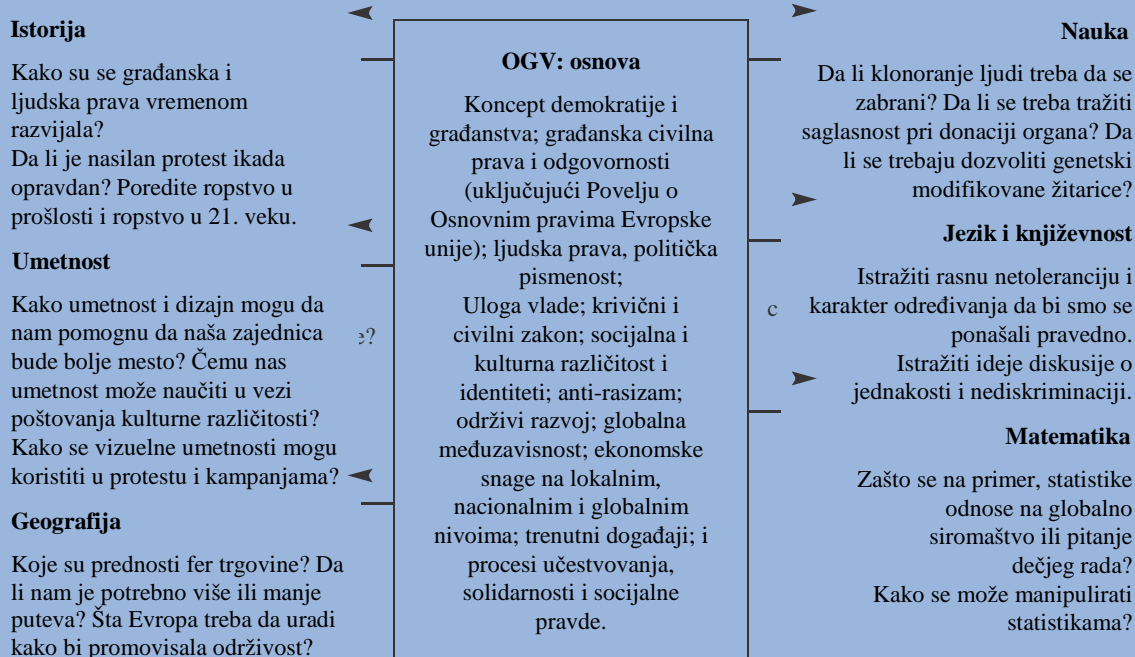 Istorija
Kako su se građanska i
ljudska prava vremenom
razvijala?
Da li je nasilan protest ikada
opravdan? Poredite ropstvo u
prošlosti i ropstvo u 21. veku.
Umetnost
Kako umetnost i dizajn mogu da
nam pomognu da naša zajednica
bude bolje mesto? Čemu nas
umetnost može naučiti u vezi
poštovanja kulturne različitosti?
Kako se vizuelne umetnosti mogu
koristiti u protestu i kampanjama?
Geografija
Koje su prednosti fer trgovine? Da
li nam je potrebno više ili manje
puteva? Šta Evropa treba da uradi
kako bi promovisala održivost?
e?
OGV: osnova
Koncept demokratije i
građanstva; građanska civilna
prava i odgovornosti
(uključujući Povelju o
Osnovnim pravima Evropske
unije); ljudska prava, politička
pismenost;
Uloga vlade; krivični i
civilni zakon; socijalna i
kulturna različitost i
identiteti; anti-rasizam;
održivi razvoj; globalna
međuzavisnost; ekonomske
snage na lokalnim,
nacionalnim i globalnim
nivoima; trenutni događaji; i
procesi učestvovanja,
solidarnosti i socijalne
pravde.
c
Nauka
Da li klonoranje ljudi treba da se
zabrani? Da li se treba tražiti
saglasnost pri donaciji organa? Da
li se trebaju dozvoliti genetski
modifikovane žitarice?
Jezik i književnost
Istražiti rasnu netoleranciju i
karakter određivanja da bi smo se
ponašali pravedno.
Istražiti ideje diskusije o
jednakosti i nediskriminaciji.
Matematika
Zašto se na primer, statistike
odnose na globalno
siromaštvo ili pitanje
dečjeg rada?
Kako se može manipulirati
statistikama?